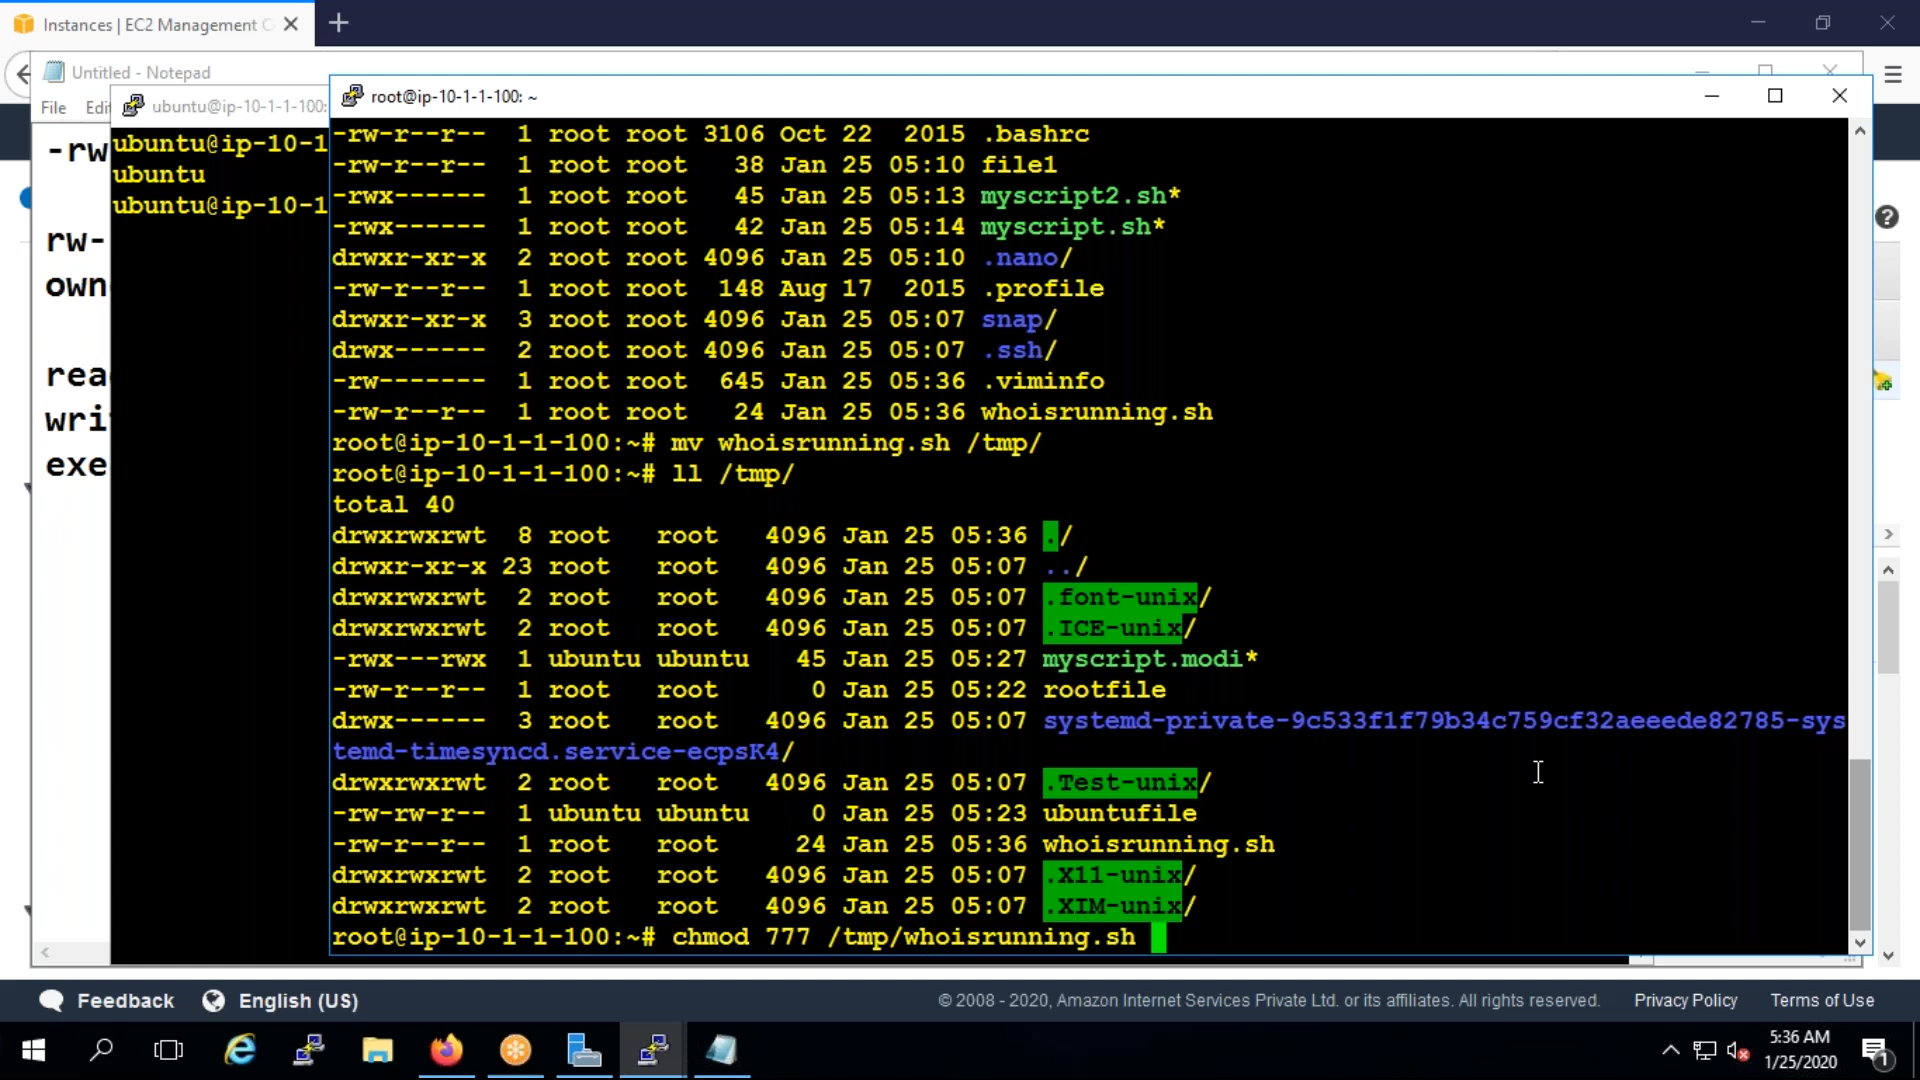 Instances | EC2 Management C
Untitled - Notepad
File Edi
ubuntu@ip-10-1-1-100:
root@ip-10-1-1-100: ~
-rw
rw-
own
rea
wri
exe
ubuntu@ip-10-1
ubuntu
ubuntu@ip-10-1
-rw-r--r-- 1 root root 3106 Oct 22 2015 .bashrc
-rw-r--r-- 1 root root 38 Jan 25 05:10 file1
-rwx------ 1 root root 45 Jan 25 05:13 myscript2.sh*
-rwx------ 1 root root 42 Jan 25 05:14 myscript.sh*
drwxr-xr-x 2 root root 4096 Jan 25 05:10 .nano/
-rw-r--r-- 1 root root 148 Aug 17 2015 .profile
drwxr-xr-x 3 root root 4096 Jan 25 05:07 snap/
drwx------ 2 root root 4096 Jan 25 05:07 .ssh/
-rw------- 1 root root 645 Jan 25 05:36 .viminfo
-rw-r--r-- 1 root root 24 Jan 25 05:36 whoisrunning.sh
root@ip-10-1-1-100:~# mv whoisrunning.sh /tmp/
root@ip-10-1-1-100:~# ll /tmp/
total 40
drwxrwxrwt 8 root root 4096 Jan 25 05:36 ./
drwxr-xr-x 23 root root 4096 Jan 25 05:07 ../
drwxrwxrwt 2 root root 4096 Jan 25 05:07 .font-unix/
drwxrwxrwt 2 root root 4096 Jan 25 05:07 .ICE-unix/
-rwx---rwx 1 ubuntu ubuntu 45 Jan 25 05:27 myscript.modi*
-rw-r--r-- 1 root root 0 Jan 25 05:22 rootfile
drwx------ 3 root root 4096 Jan 25 05:07 systemd-private-9c533f1f79b34c759cf32aeeede82785-sys
temd-timesyncd.service-ecpsK4/
drwxrwxrwt 2 root root 4096 Jan 25 05:07 .Test-unix/
-rw-rw-r-- 1 ubuntu ubuntu 0 Jan 25 05:23 ubuntufile
-rw-r--r-- 1 root root 24 Jan 25 05:36 whoisrunning.sh
drwxrwxrwt 2 root root 4096 Jan 25 05:07 .X11-unix/
drwxrwxrwt 2 root root 4096 Jan 25 05:07 .XIM-unix/
root@ip-10-1-1-100:~# chmod 777 /tmp/whoisrunning.sh
Feedback English (US) © 2008 - 2020, Amazon Internet Services Private Ltd. or its affiliates. All rights reserved. Privacy Policy Terms of Use
5:36 AM
1/25/2020
1